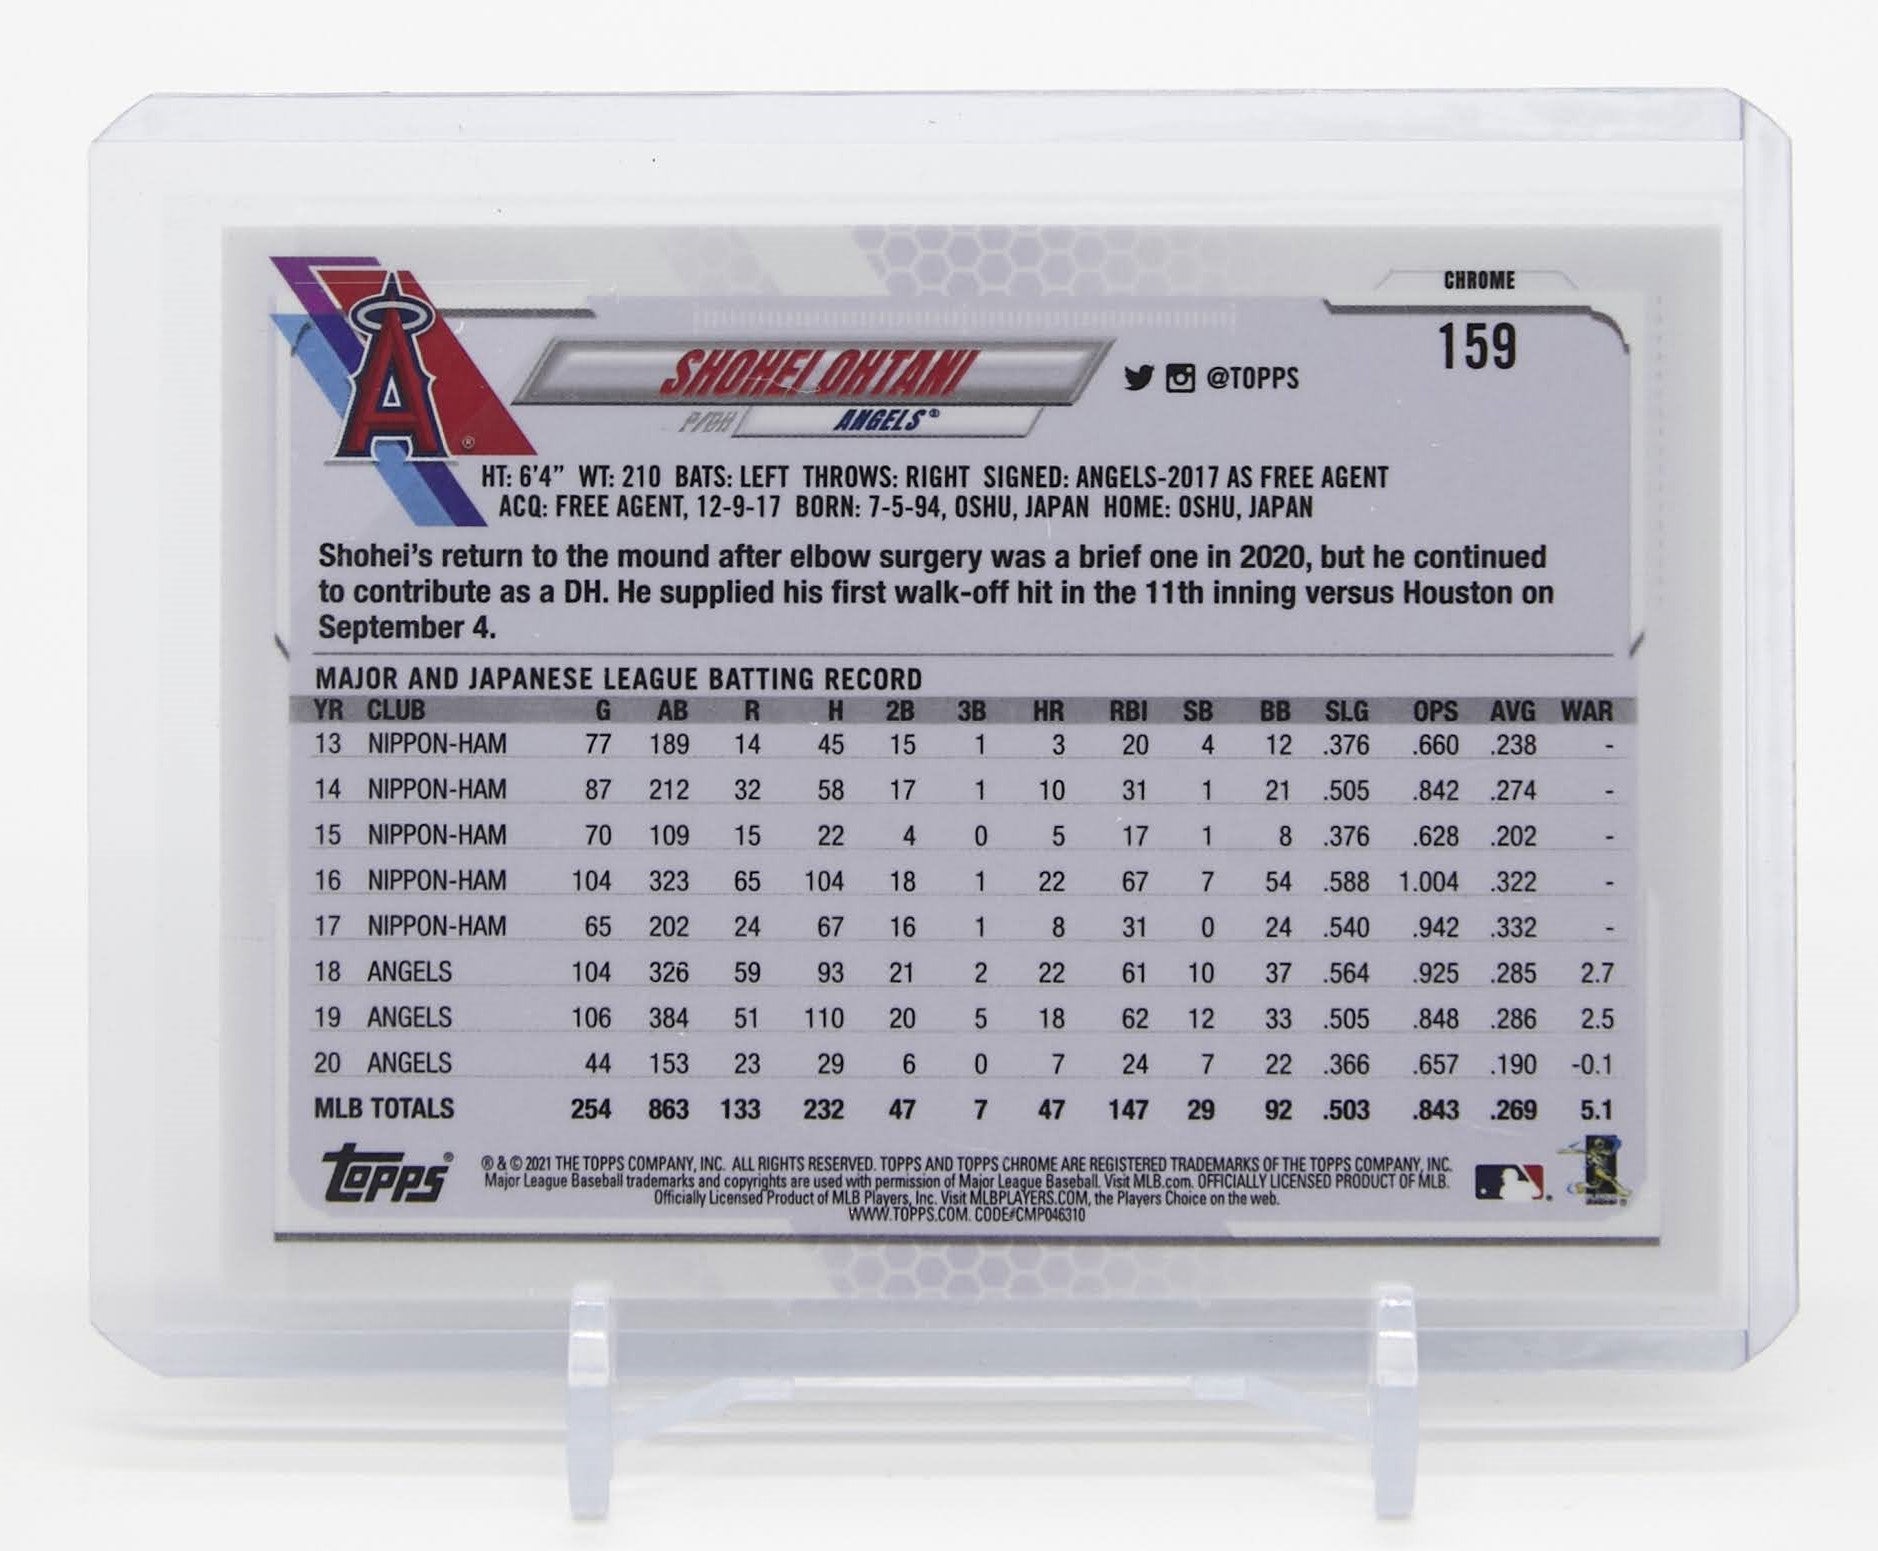 CHROME
159
A ®
SHOHEI OHTANI
@TOPPS
P/DH ANGELS®
HT: 6'4" WT: 210 BATS: LEFT THROWS: RIGHT SIGNED: ANGELS-2017 AS FREE AGENT
ACQ: FREE AGENT, 12-9-17 BORN: 7-5-94, OSHU, JAPAN HOME: OSHU, JAPAN
Shohei's return to the mound after elbow surgery was a brief one in 2020, but he continued
to contribute as a DH. He supplied his first walk-off hit in the 11th inning versus Houston on
September 4.
MAJOR AND JAPANESE LEAGUE BATTING RECORD
YR CLUB G AB R H 2B 3B HR RBI SB BB SLG OPS AVG WAR
13 NIPPON-HAM 77 189 14 45 15 1 3 20 4 12 .376 .660 .238 -
14 NIPPON-HAM 87 212 32 58 17 1 10 31 1 21 .505 .842 .274 -
15 NIPPON-HAM 70 109 15 22 4 0 5 17 1 8 .376 .628 .202 -
16 NIPPON-HAM 104 323 65 104 18 1 22 67 7 54 .588 1.004 .322 -
17 NIPPON-HAM 65 202 24 67 16 1 8 31 0 24 .540 .942 .332 -
18 ANGELS 104 326 59 93 21 2 22 61 10 37 .564 .925 .285 2.7
19 ANGELS 106 384 51 110 20 5 18 62 12 33 .505 .848 .286 2.5
20 ANGELS 44 153 23 29 6 0 7 24 7 22 .366 .657 .190 -0.1
MLB TOTALS 254 863 133 232 47 7 47 147 29 92 .503 .843 .269 5.1
topps®
® & © 2021 THE TOPPS COMPANY, INC. ALL RIGHTS RESERVED. TOPPS AND TOPPS CHROME ARE REGISTERED TRADEMARKS OF THE TOPPS COMPANY, INC.
Major League Baseball trademarks and copyrights are used with permission of Major League Baseball. Visit MLB.com. OFFICIALLY LICENSED PRODUCT OF MLB.
Officially Licensed Product of MLB Players, Inc. Visit MLBPLAYERS.COM, the Players Choice on the web.
WWW.TOPPS.COM. CODE#CMP046310